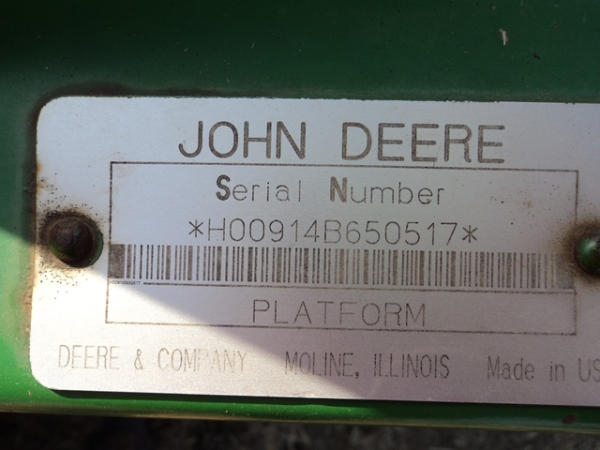 JOHN DEERE
Serial Number
*H00914B650517*
PLATFORM
DEERE & COMPANY MOLINE, ILLINOIS Made in US